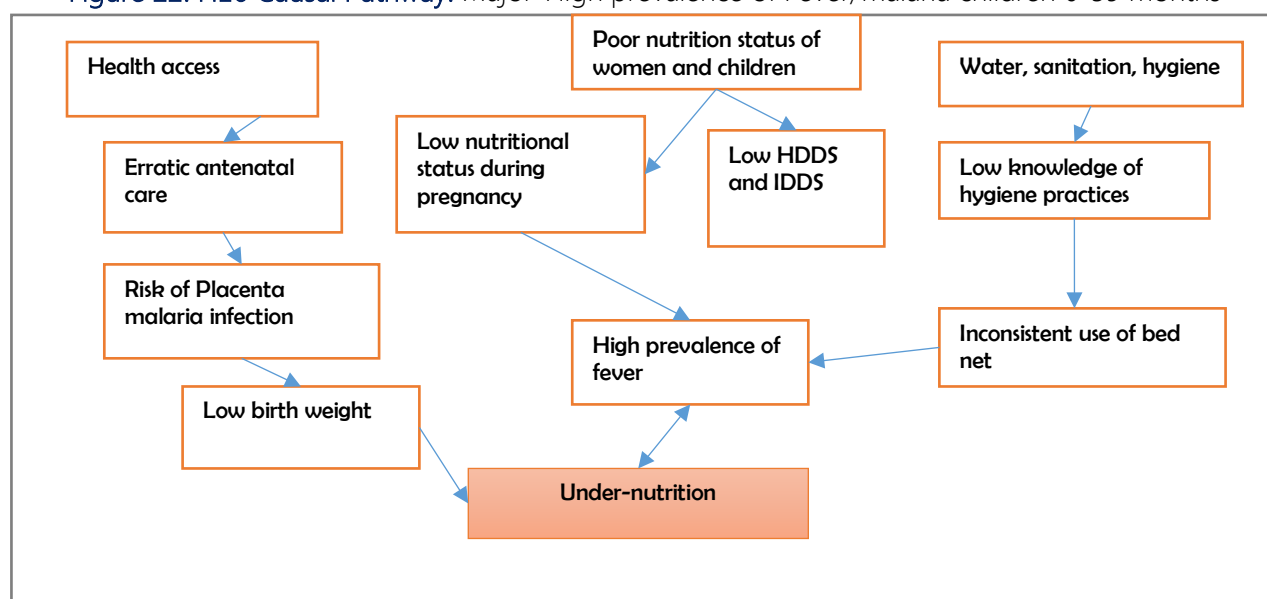 Health access
Poor nutrition status of
women and children
Water, sanitation, hygiene
Erratic antenatal
care
Low nutritional
status during
pregnancy
Low HDDS
and IDDS
Low knowledge of
hygiene practices
Risk of Placenta
malaria infection
High prevalence of
fever
Inconsistent use of bed
net
Low birth weight
Under-nutrition